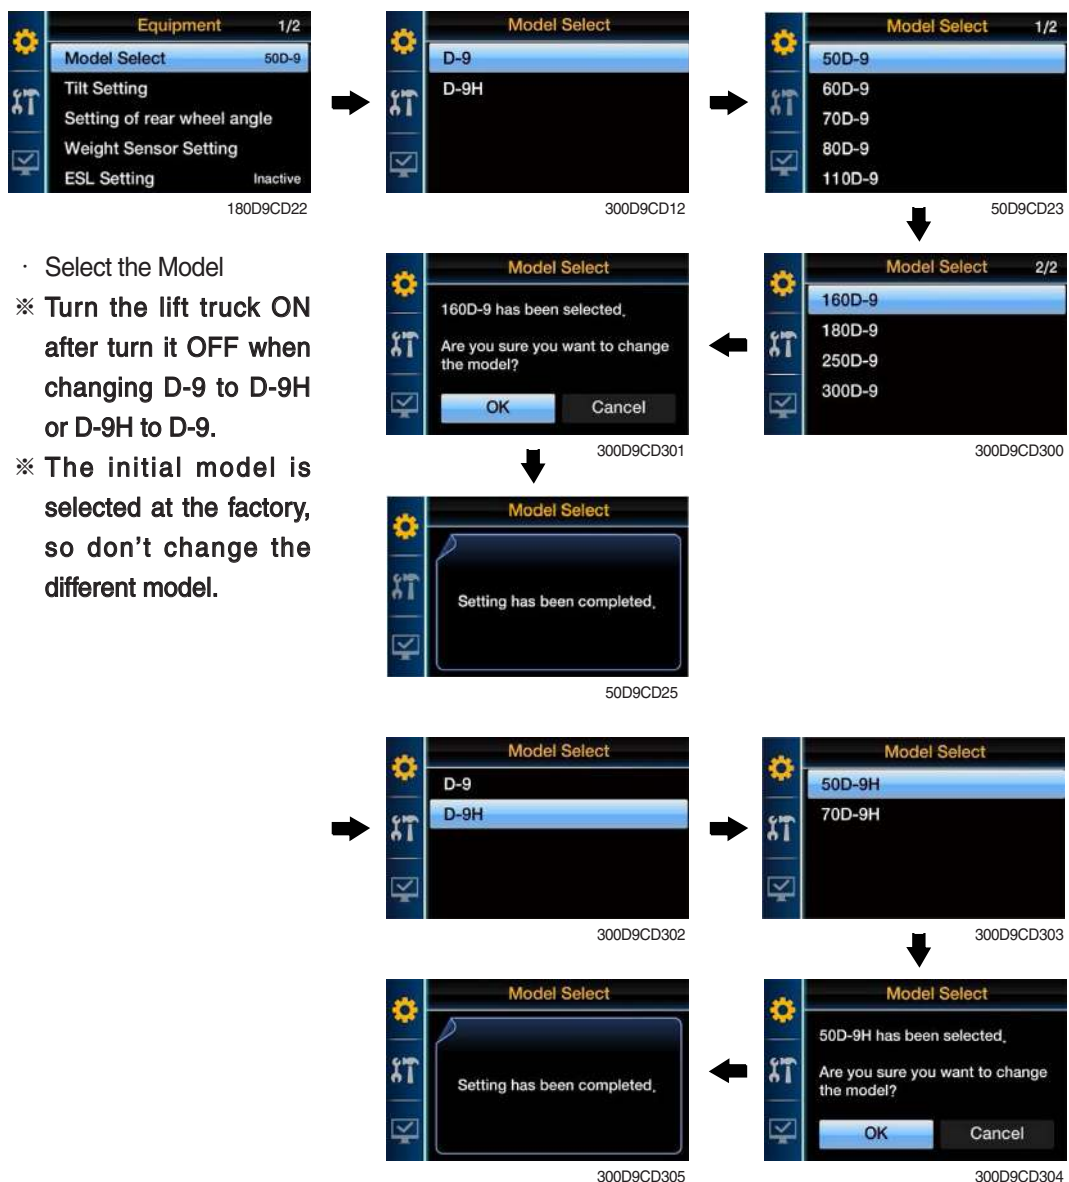 Equipment 1/2
Model Select 50D-9
Tilt Setting
Setting of rear wheel angle
Weight Sensor Setting
ESL Setting Inactive
180D9CD22
Model Select
D-9
D-9H
300D9CD12
Model Select 1/2
50D-9
60D-9
70D-9
80D-9
110D-9
50D9CD23
· Select the Model
※ Turn the lift truck ON
after turn it OFF when
changing D-9 to D-9H
or D-9H to D-9.
※ The initial model is
selected at the factory,
so don't change the
different model.
Model Select 2/2
160D-9
180D-9
250D-9
300D-9
300D9CD300
Model Select
160D-9 has been selected.
Are you sure you want to change
the model?
OK Cancel
300D9CD301
Model Select
Setting has been completed.
50D9CD25
Model Select
D-9
D-9H
300D9CD302
Model Select
50D-9H
70D-9H
300D9CD303
Model Select
50D-9H has been selected.
Are you sure you want to change
the model?
OK Cancel
300D9CD304
Model Select
Setting has been completed.
300D9CD305